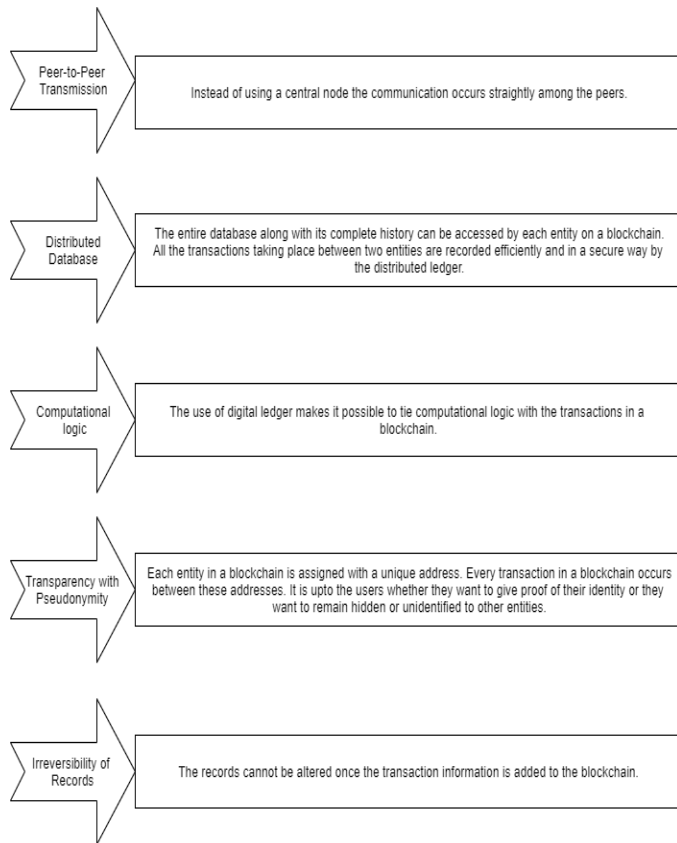 Peer-to-Peer
Transmission
Instead of using a central node the communication occurs straightly among the peers.
Distributed
Database
The entire database along with its complete history can be accessed by each entity on a blockchain.
All the transactions taking place between two entities are recorded efficiently and in a secure way by
the distributed ledger.
Computational
logic
The use of digital ledger makes it possible to tie computational logic with the transactions in a
blockchain.
Transparency with
Pseudonymity
Each entity in a blockchain is assigned with a unique address. Every transaction in a blockchain occurs
between these addresses. It is upto the users whether they want to give proof of their identity or they
want to remain hidden or unidentified to other entities.
Irreversibility of
Records
The records cannot be altered once the transaction information is added to the blockchain.